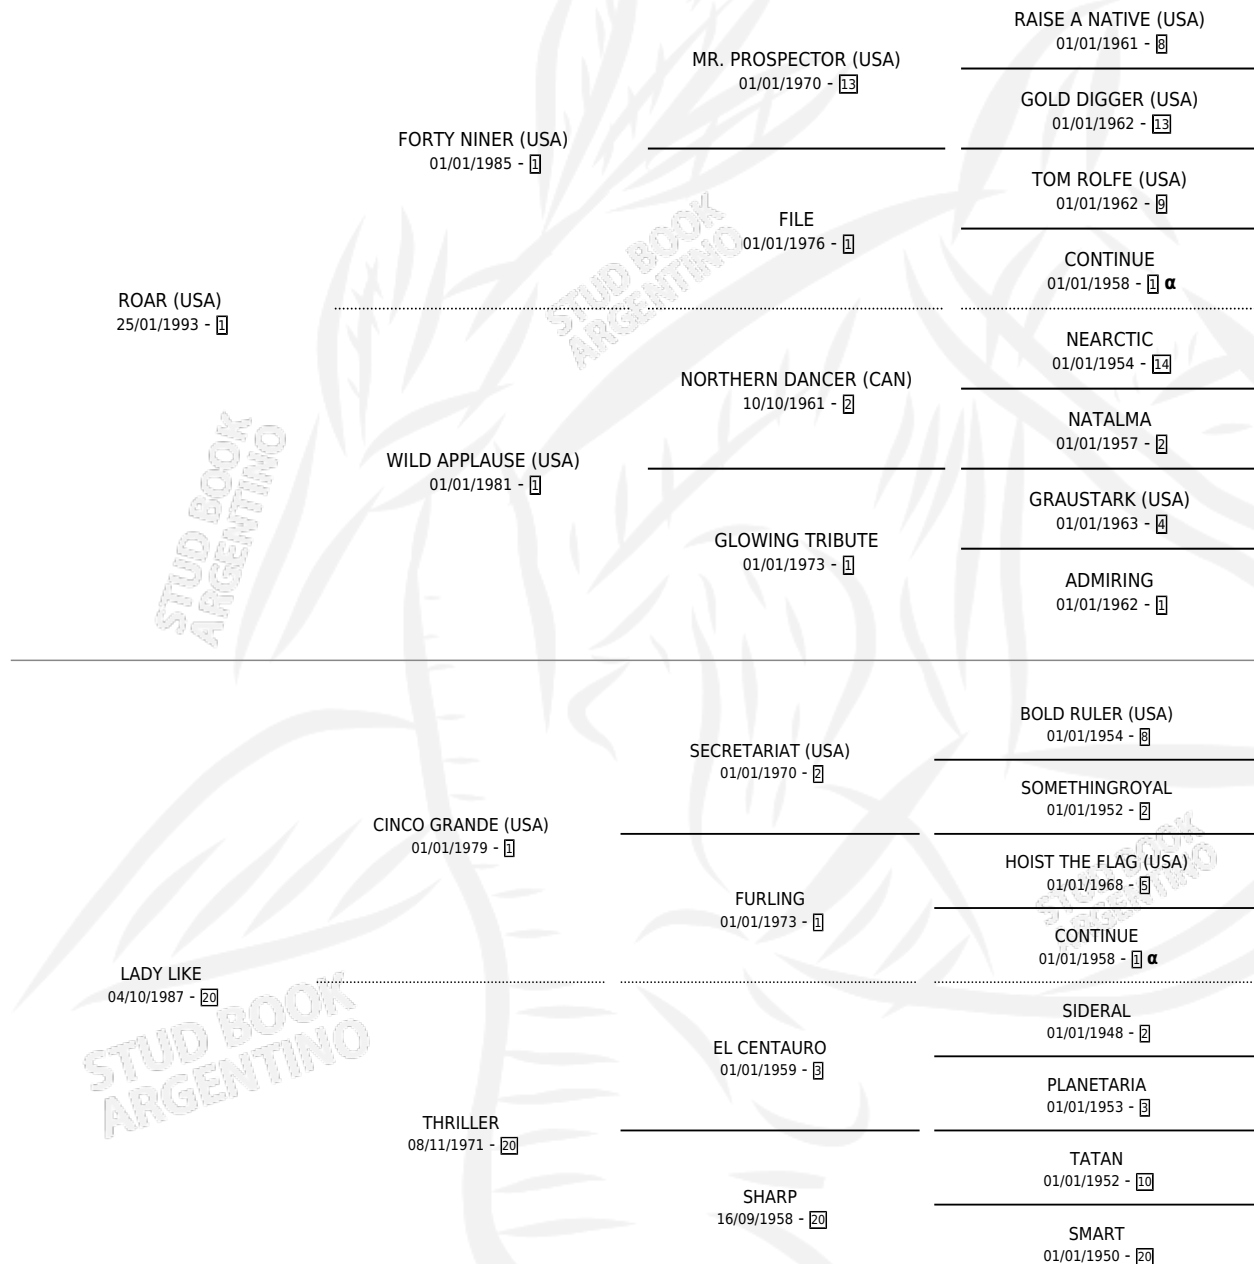 RAISE A NATIVE (USA)
01/01/1961 - 8
MR. PROSPECTOR (USA)
01/01/1970 - 13
GOLD DIGGER (USA)
01/01/1962 - 13
FORTY NINER (USA)
01/01/1985 - 1
TOM ROLFE (USA)
01/01/1962 - 9
FILE
01/01/1976 - 1
CONTINUE
01/01/1958 - 1 α
ROAR (USA)
25/01/1993 - 1
STUD BOOK
ARGENTINO
NEARCTIC
01/01/1954 - 14
NORTHERN DANCER (CAN)
10/10/1961 - 2
NATALMA
01/01/1957 - 2
WILD APPLAUSE (USA)
01/01/1981 - 1
STUD BOOK
ARGENTINO
GRAUSTARK (USA)
01/01/1963 - 4
GLOWING TRIBUTE
01/01/1973 - 1
ADMIRING
01/01/1962 - 1
BOLD RULER (USA)
01/01/1954 - 8
SECRETARIAT (USA)
01/01/1970 - 2
SOMETHINGROYAL
01/01/1952 - 2
CINCO GRANDE (USA)
01/01/1979 - 1
HOIST THE FLAG (USA)
01/01/1968 - 5
STUD BOOK
ARGENTINO
FURLING
01/01/1973 - 1
CONTINUE
01/01/1958 - 1 α
LADY LIKE
04/10/1987 - 20
STUD BOOK
ARGENTINO
SIDERAL
01/01/1948 - 2
EL CENTAURO
01/01/1959 - 3
PLANETARIA
01/01/1953 - 3
THRILLER
08/11/1971 - 20
TATAN
01/01/1952 - 10
SHARP
16/09/1958 - 20
SMART
01/01/1950 - 20